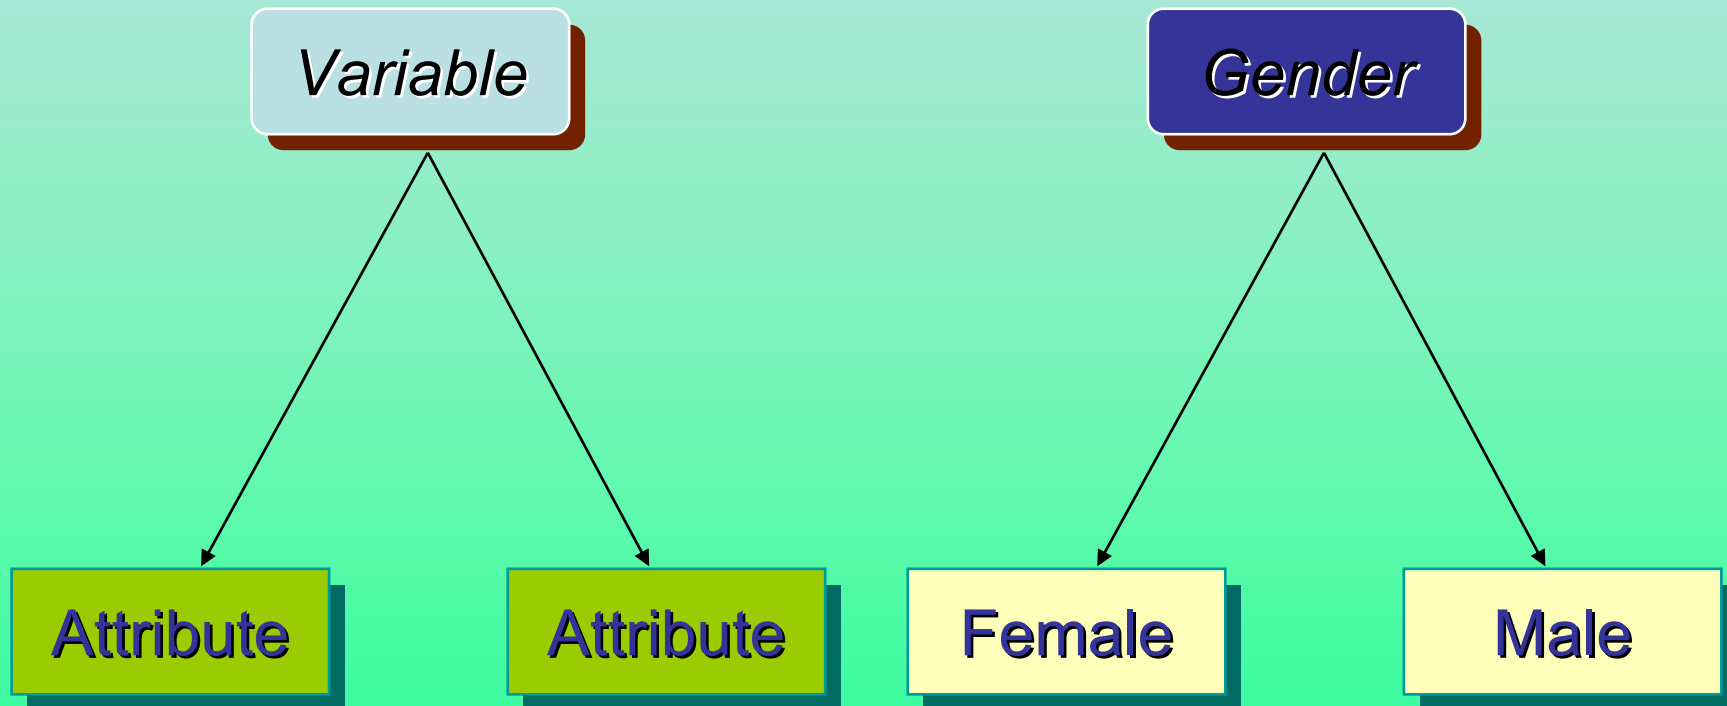 Variable
Gender
Attribute
Attribute
Female
Male